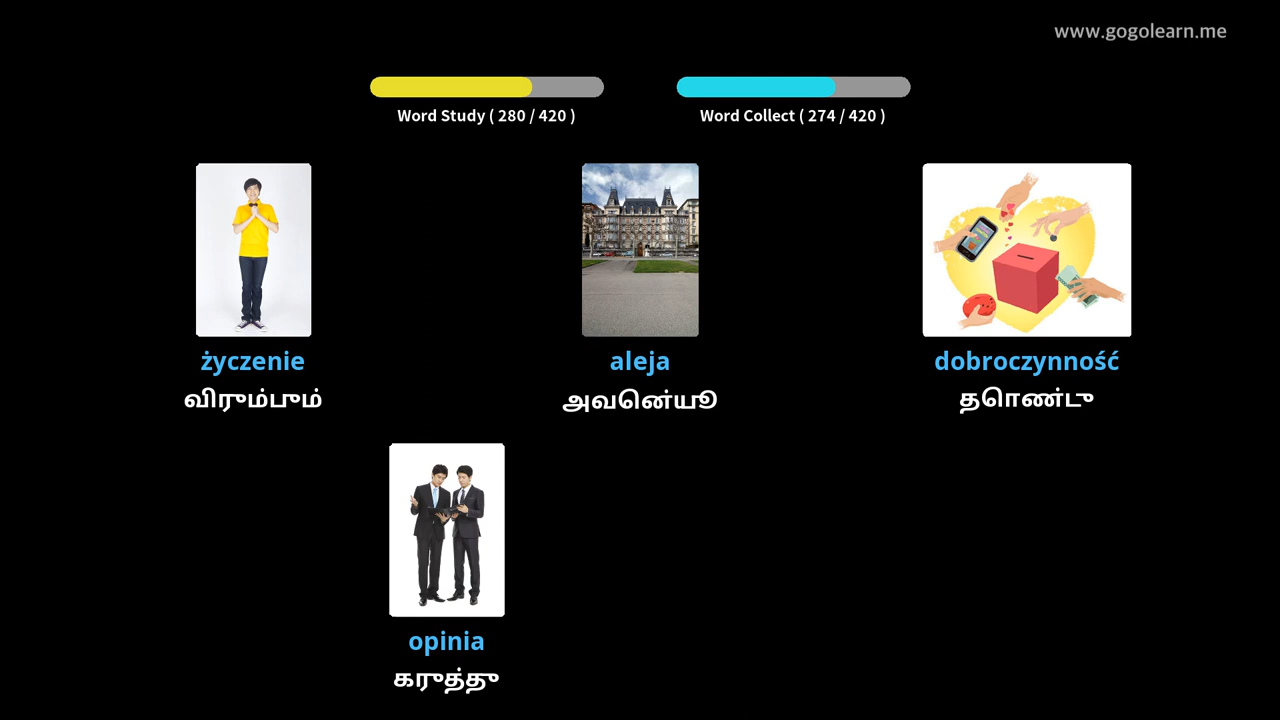 www.gogolearn.me
Word Study ( 280 / 420 )
Word Collect ( 274 / 420 )
życzenie
aleja
dobroczynność
விரும்பும்
அவென்யூ
தொண்டு
opinia
கருத்து